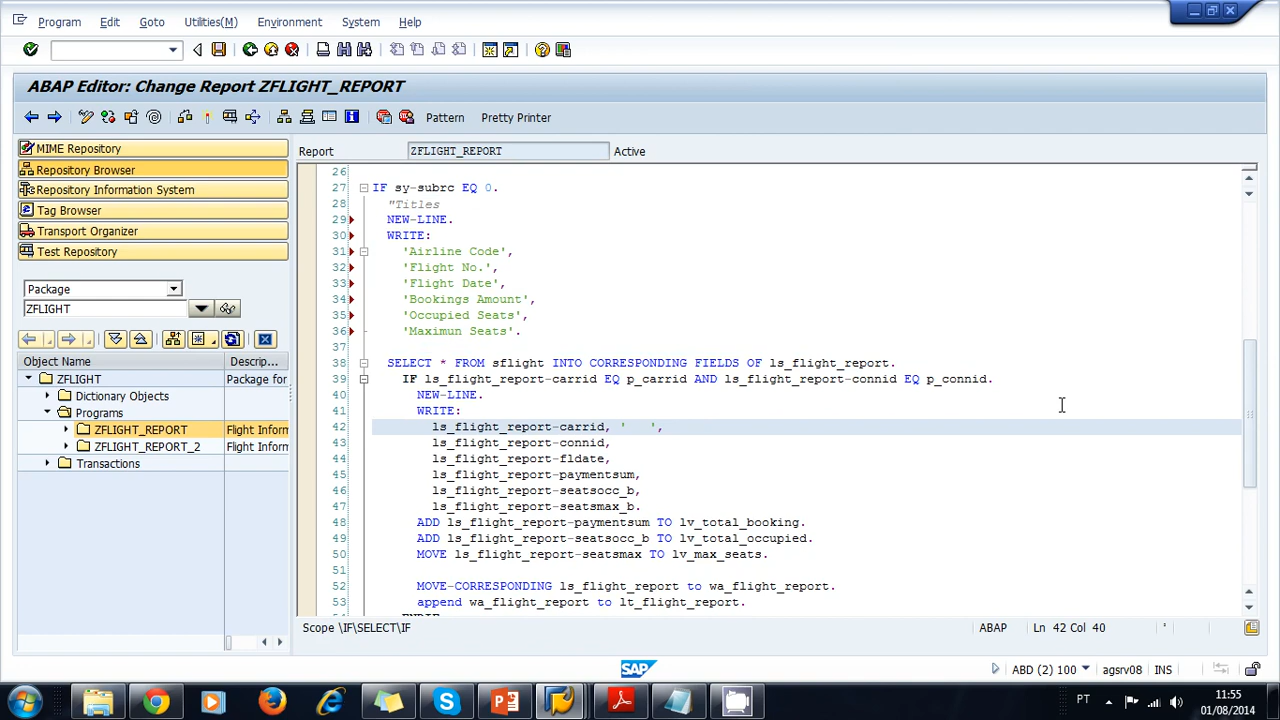 Program Edit Goto Utilities(M) Environment System Help
ABAP Editor: Change Report ZFLIGHT_REPORT
Pattern Pretty Printer
MIME Repository
Repository Browser
Repository Information System
Tag Browser
Transport Organizer
Test Repository
Package
ZFLIGHT
Object Name Descrip...
ZFLIGHT Package for
Dictionary Objects
Programs
ZFLIGHT_REPORT Flight Inform
ZFLIGHT_REPORT_2 Flight Inform
Transactions
Report ZFLIGHT_REPORT Active
26
27 IF sy-subrc EQ 0.
28 "Titles
29 NEW-LINE.
30 WRITE:
31 'Airline Code',
32 'Flight No.',
33 'Flight Date',
34 'Bookings Amount',
35 'Occupied Seats',
36 'Maximun Seats'.
37
38 SELECT * FROM sflight INTO CORRESPONDING FIELDS OF ls_flight_report.
39 IF ls_flight_report-carrid EQ p_carrid AND ls_flight_report-connid EQ p_connid.
40 NEW-LINE.
41 WRITE:
42 ls_flight_report-carrid, '   ',
43 ls_flight_report-connid,
44 ls_flight_report-fldate,
45 ls_flight_report-paymentsum,
46 ls_flight_report-seatsocc_b,
47 ls_flight_report-seatsmax_b.
48 ADD ls_flight_report-paymentsum TO lv_total_booking.
49 ADD ls_flight_report-seatsocc_b TO lv_total_occupied.
50 MOVE ls_flight_report-seatsmax TO lv_max_seats.
51
52 MOVE-CORRESPONDING ls_flight_report to wa_flight_report.
53 append wa_flight_report to lt_flight_report.
Scope \IF\SELECT\IF ABAP Ln 42 Col 40
SAP ABD (2) 100 agsrv08 INS
PT 11:55
01/08/2014